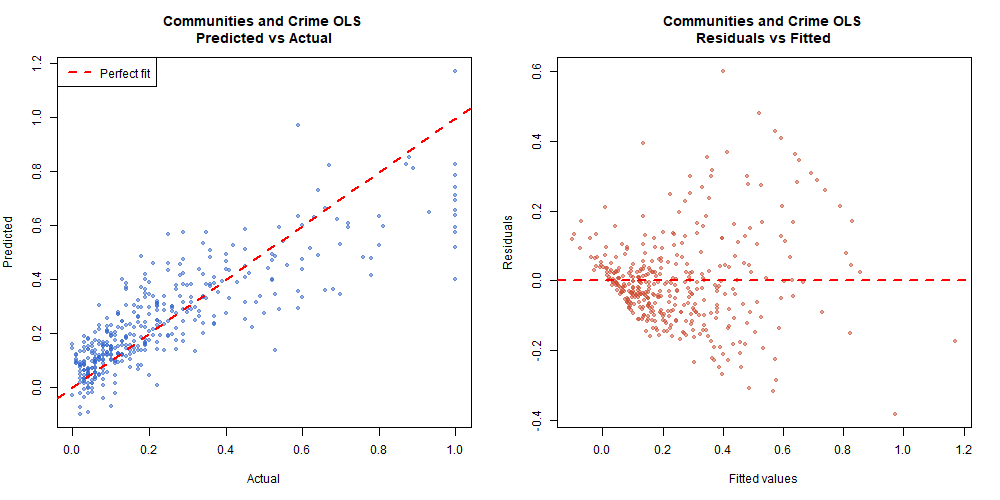 Communities and Crime OLS
Predicted vs Actual
Perfect fit
Predicted
0.0
0.2
0.4
0.6
0.8
1.0
1.2
0.0
0.2
0.4
0.6
0.8
1.0
Actual
Communities and Crime OLS
Residuals vs Fitted
Residuals
-0.4
-0.2
0.0
0.2
0.4
0.6
0.0
0.2
0.4
0.6
0.8
1.0
1.2
Fitted values